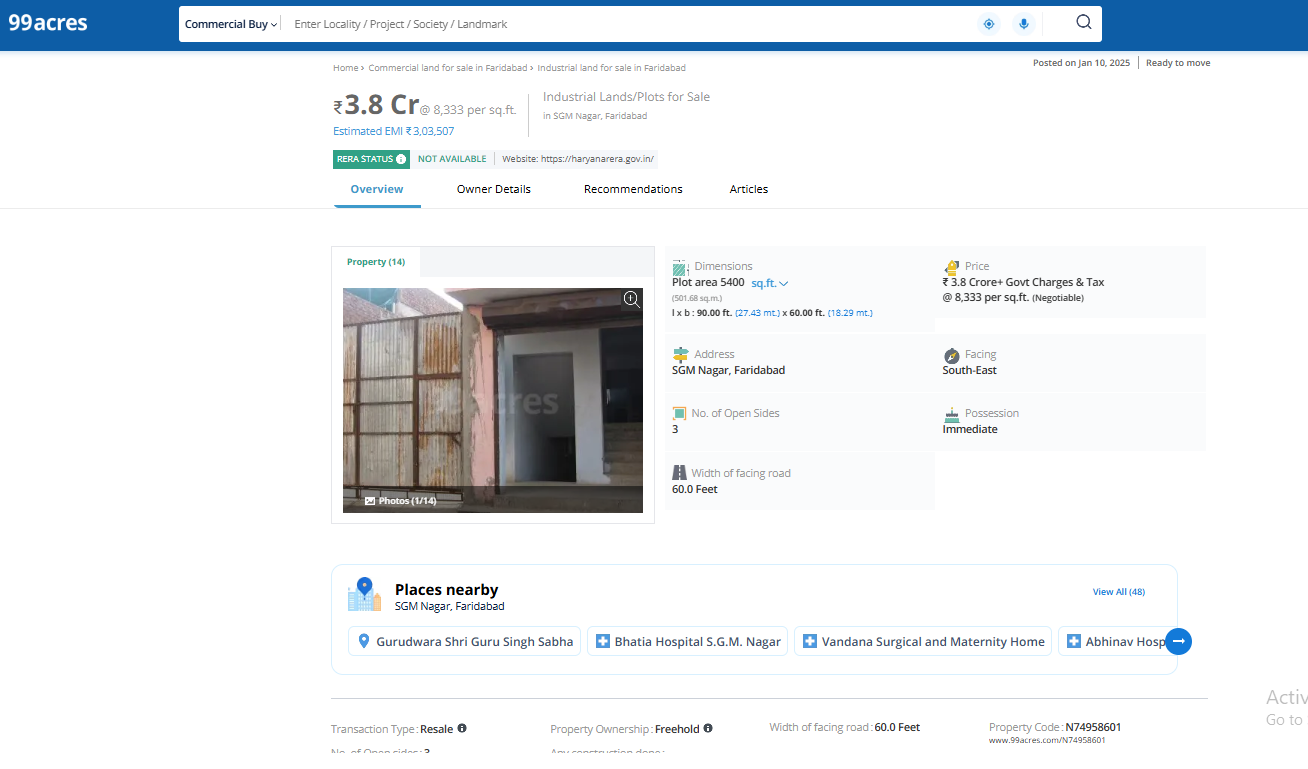 99acres
Commercial Buy
Enter Locality / Project / Society / Landmark
Home › Commercial land for sale in Faridabad › Industrial land for sale in Faridabad
Posted on Jan 10, 2025 | Ready to move
₹ 3.8 Cr @ 8,333 per sq.ft.
Estimated EMI ₹ 3,03,507
Industrial Lands/Plots for Sale
in SGM Nagar, Faridabad
RERA STATUS NOT AVAILABLE | Website: https://haryanarera.gov.in/
Overview Owner Details Recommendations Articles
Property (14)
Photos (1/14)
Dimensions
Plot area 5400 sq.ft.
(501.68 sq.m.)
l x b : 90.00 ft. (27.43 mt.) x 60.00 ft. (18.29 mt.)
Price
₹ 3.8 Crore+ Govt Charges & Tax
@ 8,333 per sq.ft. (Negotiable)
Address
SGM Nagar, Faridabad
Facing
South-East
No. of Open Sides
3
Possession
Immediate
Width of facing road
60.0 Feet
Places nearby
SGM Nagar, Faridabad
View All (48)
Gurudwara Shri Guru Singh Sabha
Bhatia Hospital S.G.M. Nagar
Vandana Surgical and Maternity Home
Abhinav Hosp
Transaction Type : Resale
Property Ownership : Freehold
Width of facing road : 60.0 Feet
Property Code : N74958601
www.99acres.com/N74958601
No. of Open sides : 3
Any construction done :
Activ
Go to